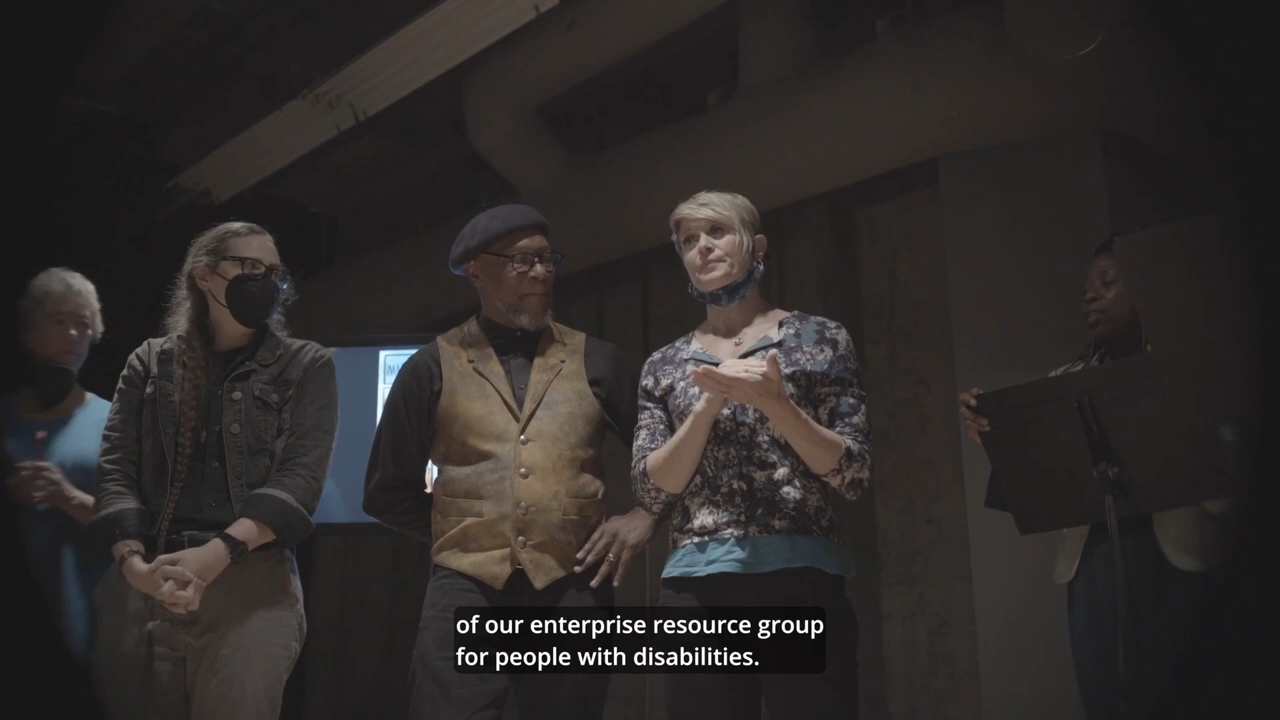 of our enterprise resource group
for people with disabilities.